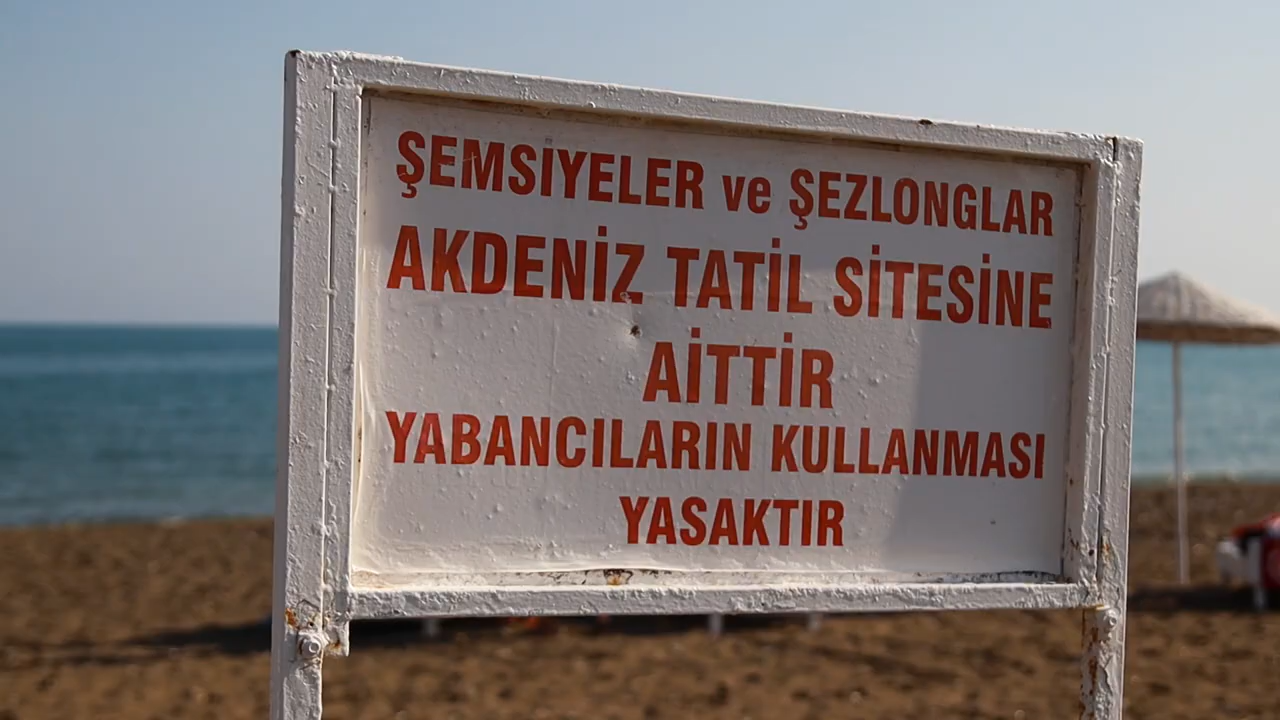 ŞEMSİYELER ve ŞEZLONGLAR
AKDENİZ TATİL SİTESİNE
AİTTİR
YABANCILARIN KULLANMASI
YASAKTIR